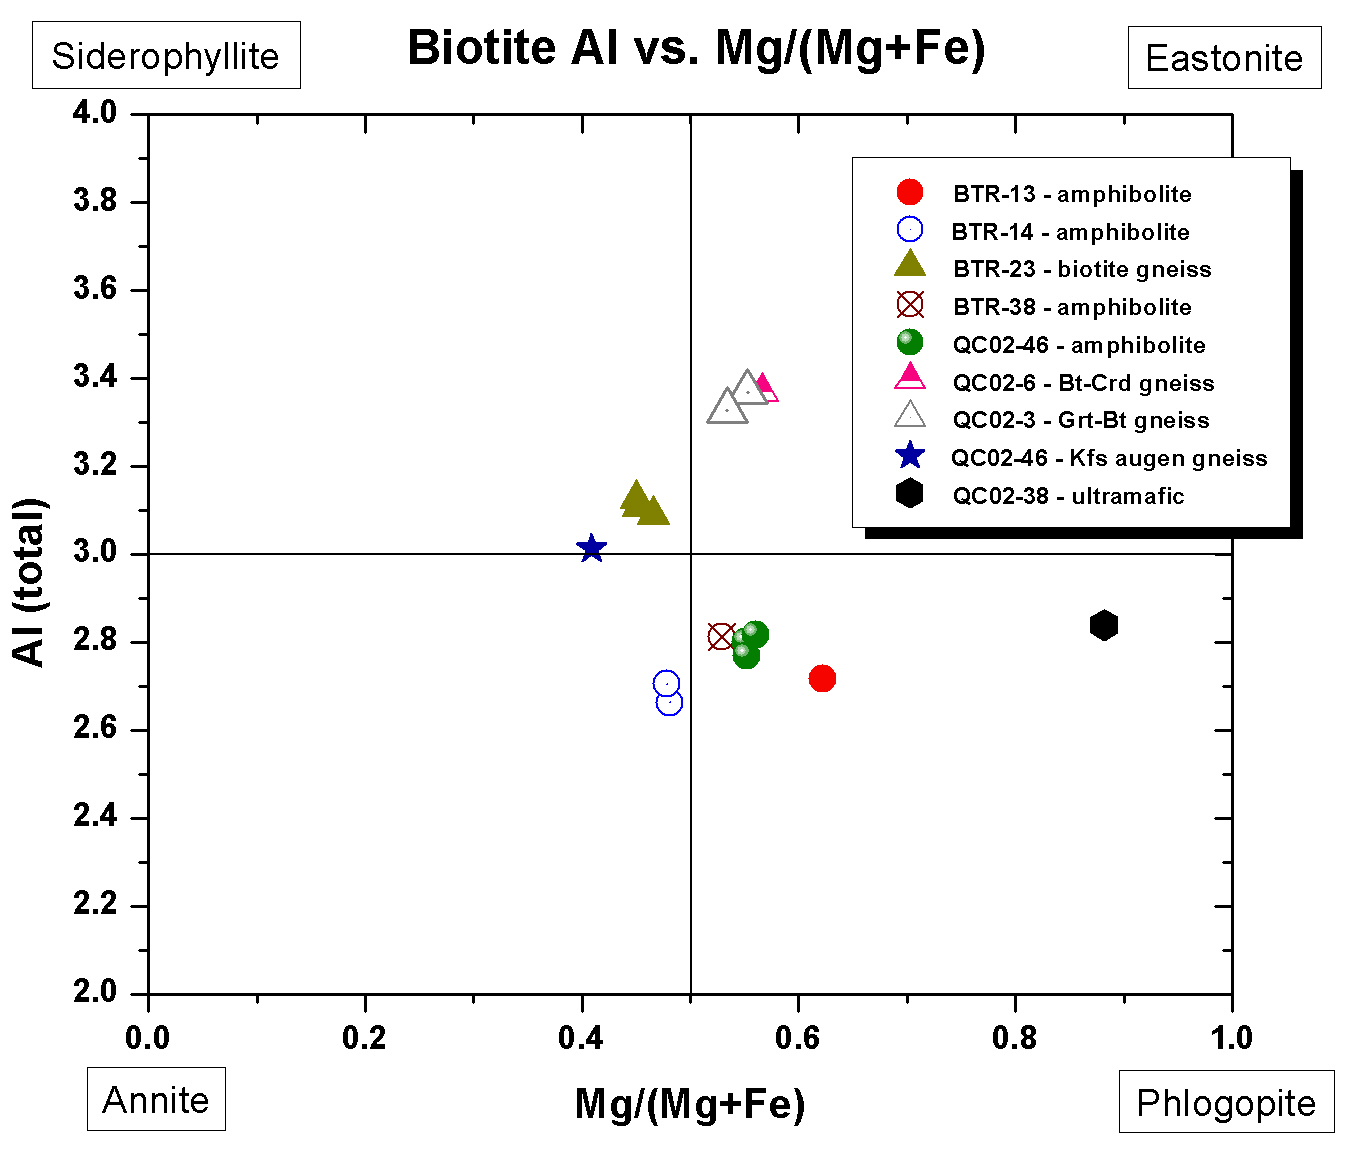 Siderophyllite
Biotite Al vs. Mg/(Mg+Fe)
Eastonite
4.0
3.8
3.6
3.4
3.2
3.0
2.8
2.6
2.4
2.2
2.0
Al (total)
BTR-13 - amphibolite
BTR-14 - amphibolite
BTR-23 - biotite gneiss
BTR-38 - amphibolite
QC02-46 - amphibolite
QC02-6 - Bt-Crd gneiss
QC02-3 - Grt-Bt gneiss
QC02-46 - Kfs augen gneiss
QC02-38 - ultramafic
0.0 0.2 0.4 0.6 0.8 1.0
Annite
Mg/(Mg+Fe)
Phlogopite